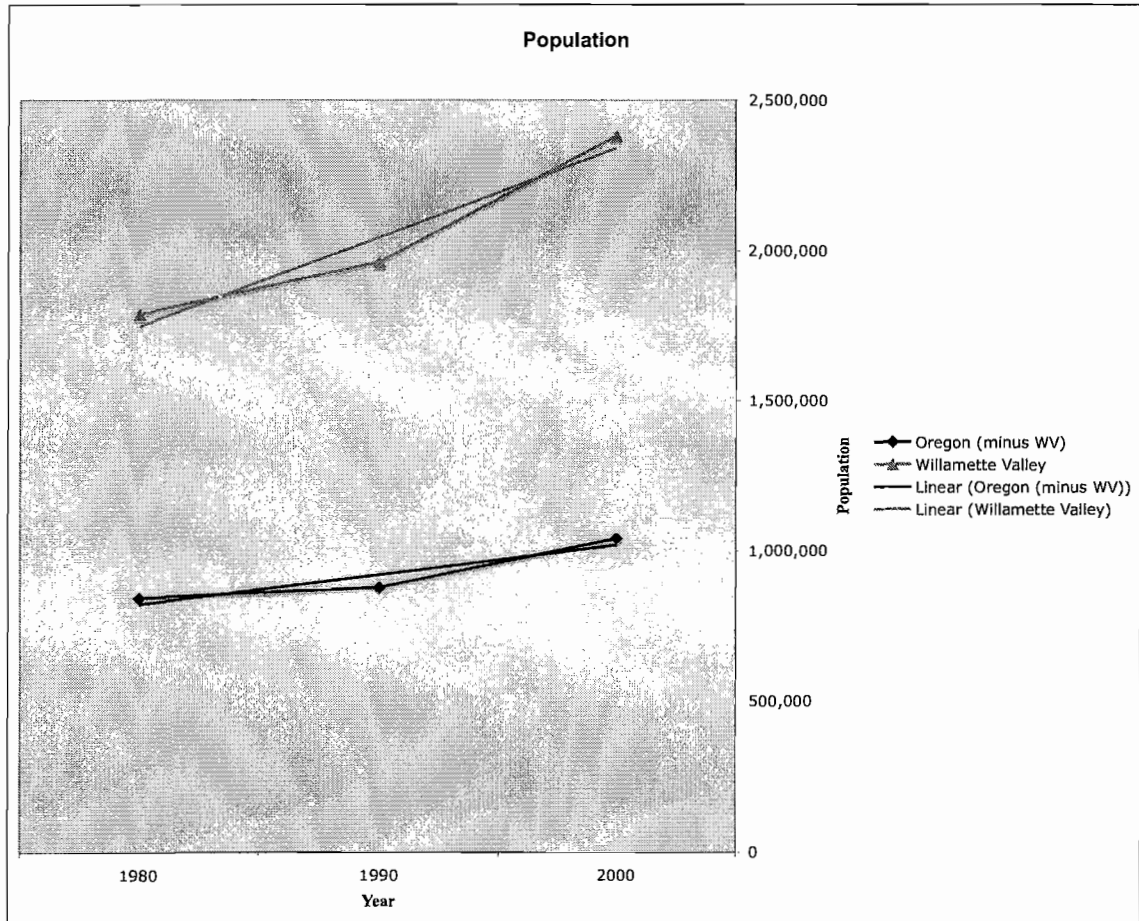 Population
2,500,000
2,000,000
1,500,000
1,000,000
500,000
0
Population
Oregon (minus WV)
Willamette Valley
Linear (Oregon (minus WV))
Linear (Willamette Valley)
1980 1990 2000
Year